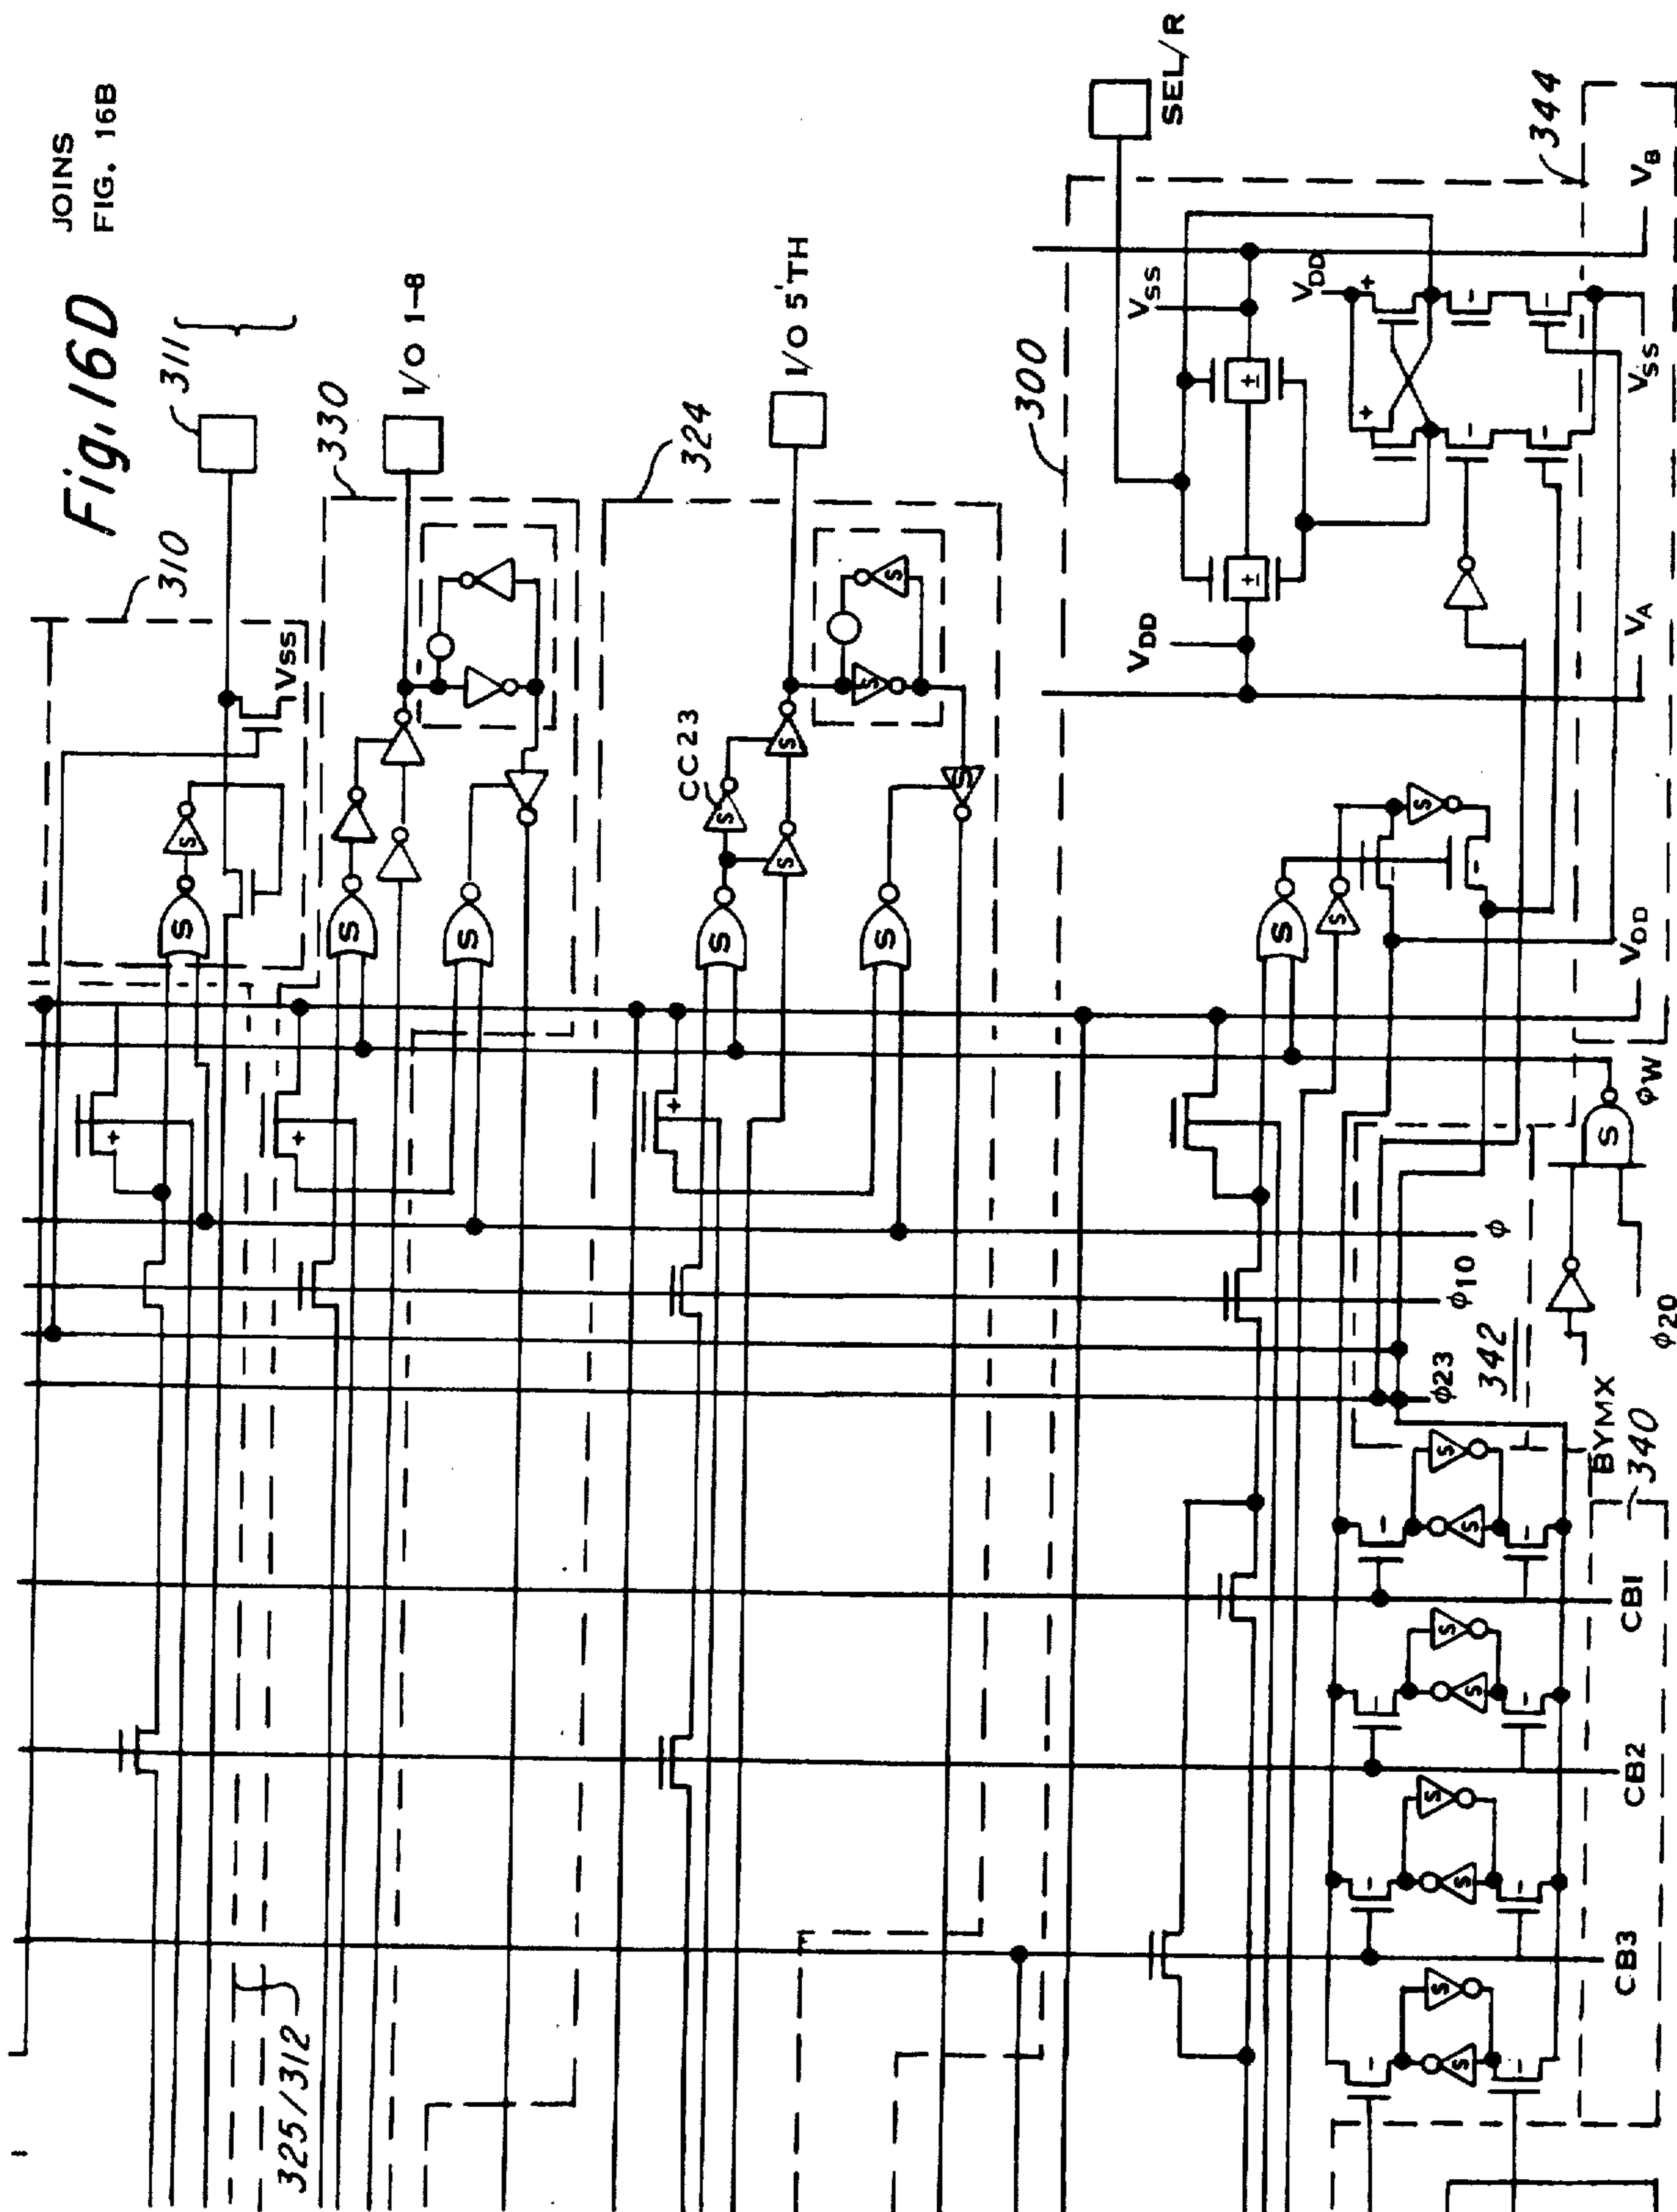 JOINS
FIG. 16B
Fig. 16D
311
310
Vss
330
I/O 1-8
324
I/O 5'TH
CC23
S
S
S
S
S
S
S
S
S
S
S
S
+
+
+
325/312
SEL/R
300
VSS
VDD
VDD
±
±
+
+
-
-
-
-
344
VB
VSS
VA
VDD
S
S
S
-
-
φW
S
φ
φ10
φ20
φ23
342
BYMX
340
CB1
CB2
CB3
S
S
S
S
S
S
S
S
-
-
-
-
-
-
-
-